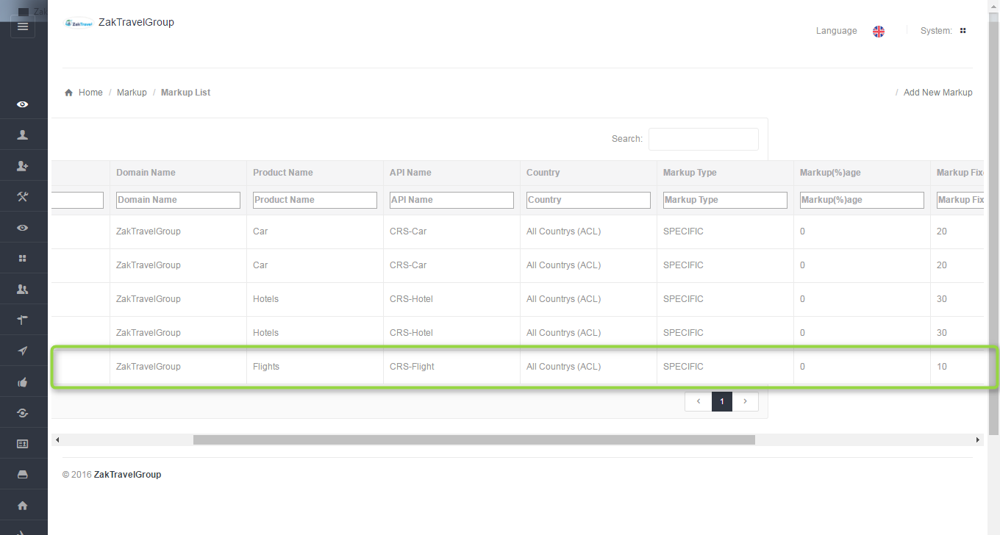 Zak
ZakTravel ZakTravelGroup
Language System:
Home / Markup / Markup List / Add New Markup
Search:
Domain Name Product Name API Name Country Markup Type Markup(%)age Markup Fix
Domain Name Product Name API Name Country Markup Type Markup(%)age Markup Fix
ZakTravelGroup Car CRS-Car All Countrys (ACL) SPECIFIC 0 20
ZakTravelGroup Car CRS-Car All Countrys (ACL) SPECIFIC 0 20
ZakTravelGroup Hotels CRS-Hotel All Countrys (ACL) SPECIFIC 0 30
ZakTravelGroup Hotels CRS-Hotel All Countrys (ACL) SPECIFIC 0 30
ZakTravelGroup Flights CRS-Flight All Countrys (ACL) SPECIFIC 0 10
1
© 2016 ZakTravelGroup